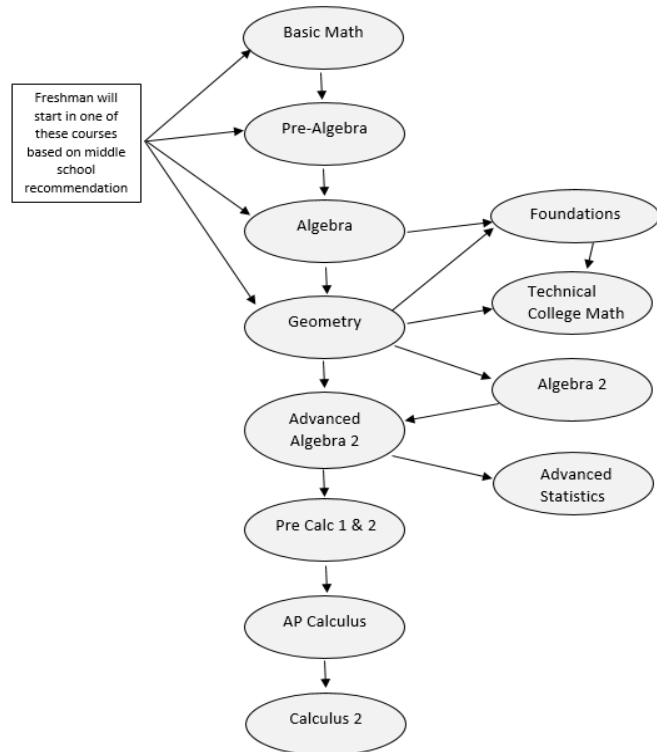 Basic Math
Freshman will
start in one of
these courses
based on middle
school
recommendation
Pre-Algebra
Algebra
Foundations
Technical
College Math
Geometry
Algebra 2
Advanced
Algebra 2
Advanced
Statistics
Pre Calc 1 & 2
AP Calculus
Calculus 2